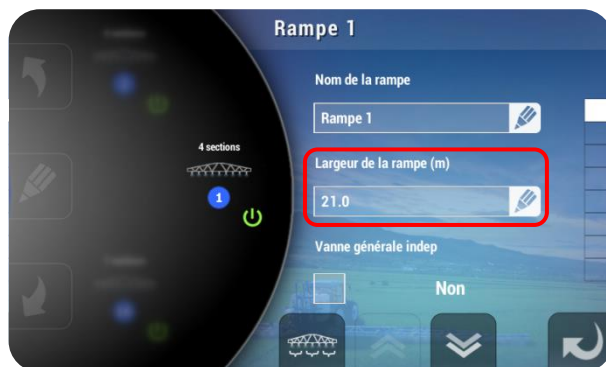 Rampe 1
Nom de la rampe
Rampe 1
4 sections
Largeur de la rampe (m)
1
21.0
Vanne générale indep
Non